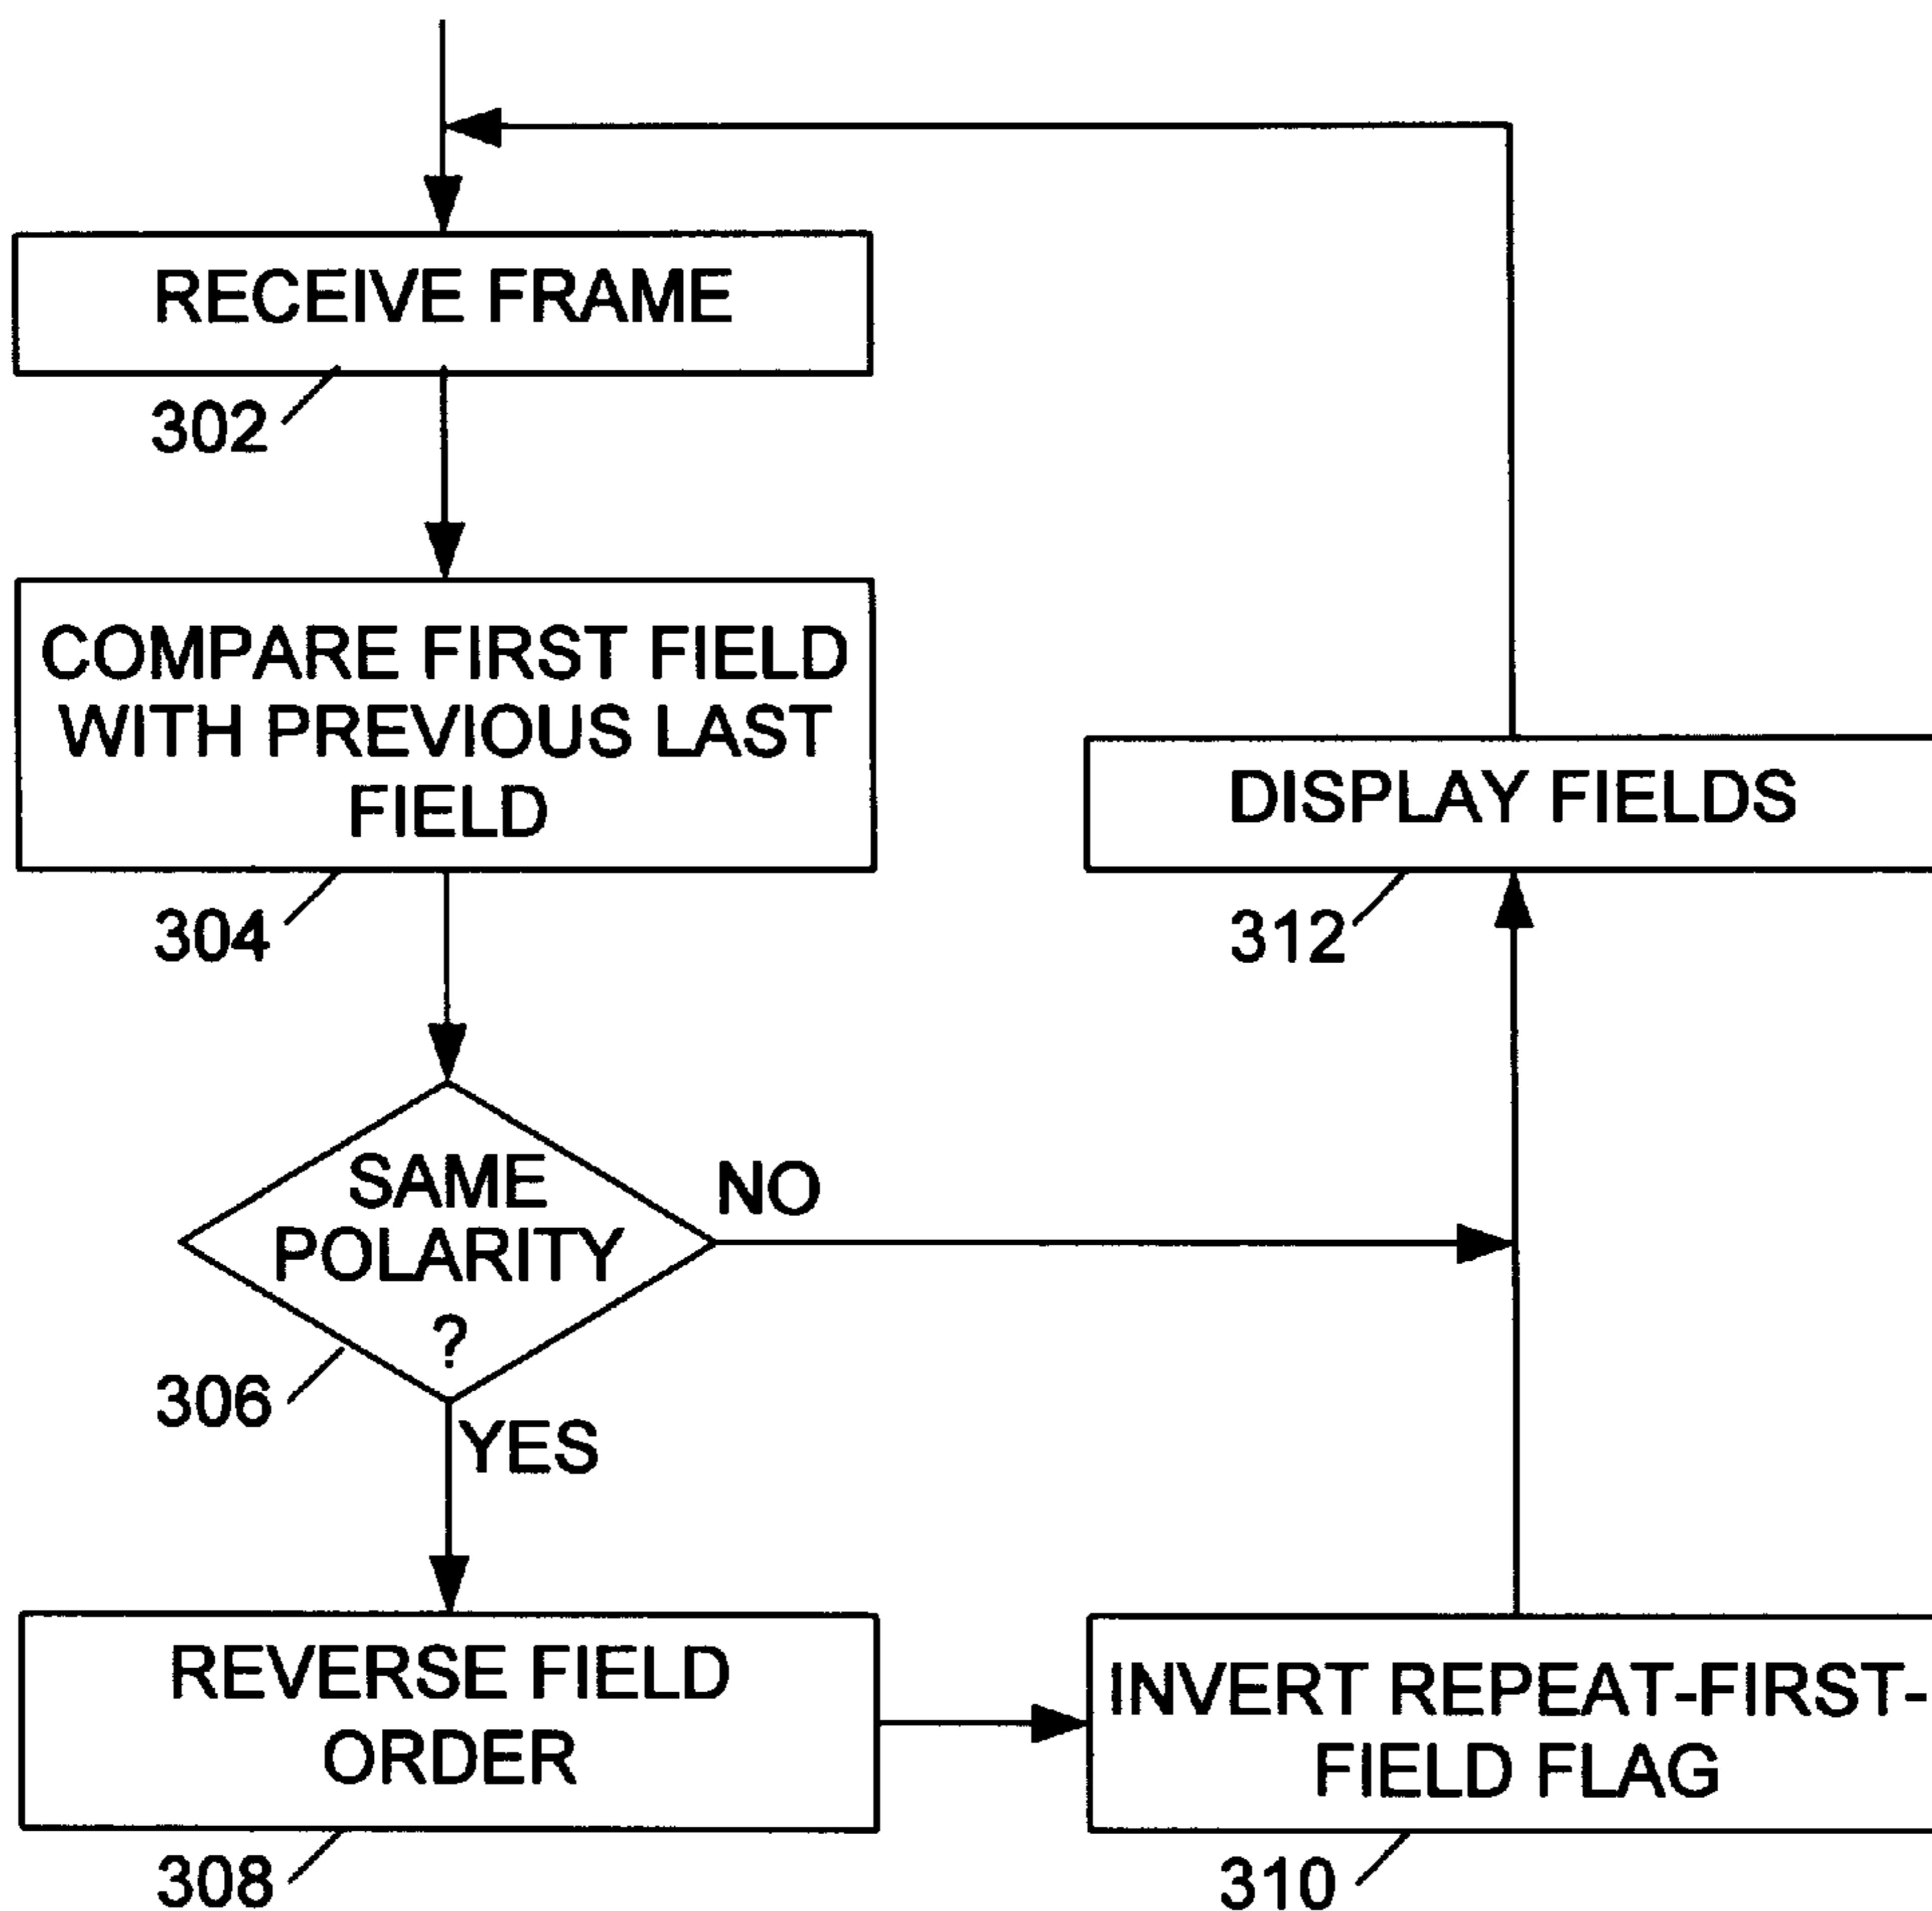 RECEIVE FRAME
302
COMPARE FIRST FIELD
WITH PREVIOUS LAST
FIELD
304
SAME
POLARITY
?
306
NO
YES
REVERSE FIELD
ORDER
308
INVERT REPEAT-FIRST-
FIELD FLAG
310
DISPLAY FIELDS
312